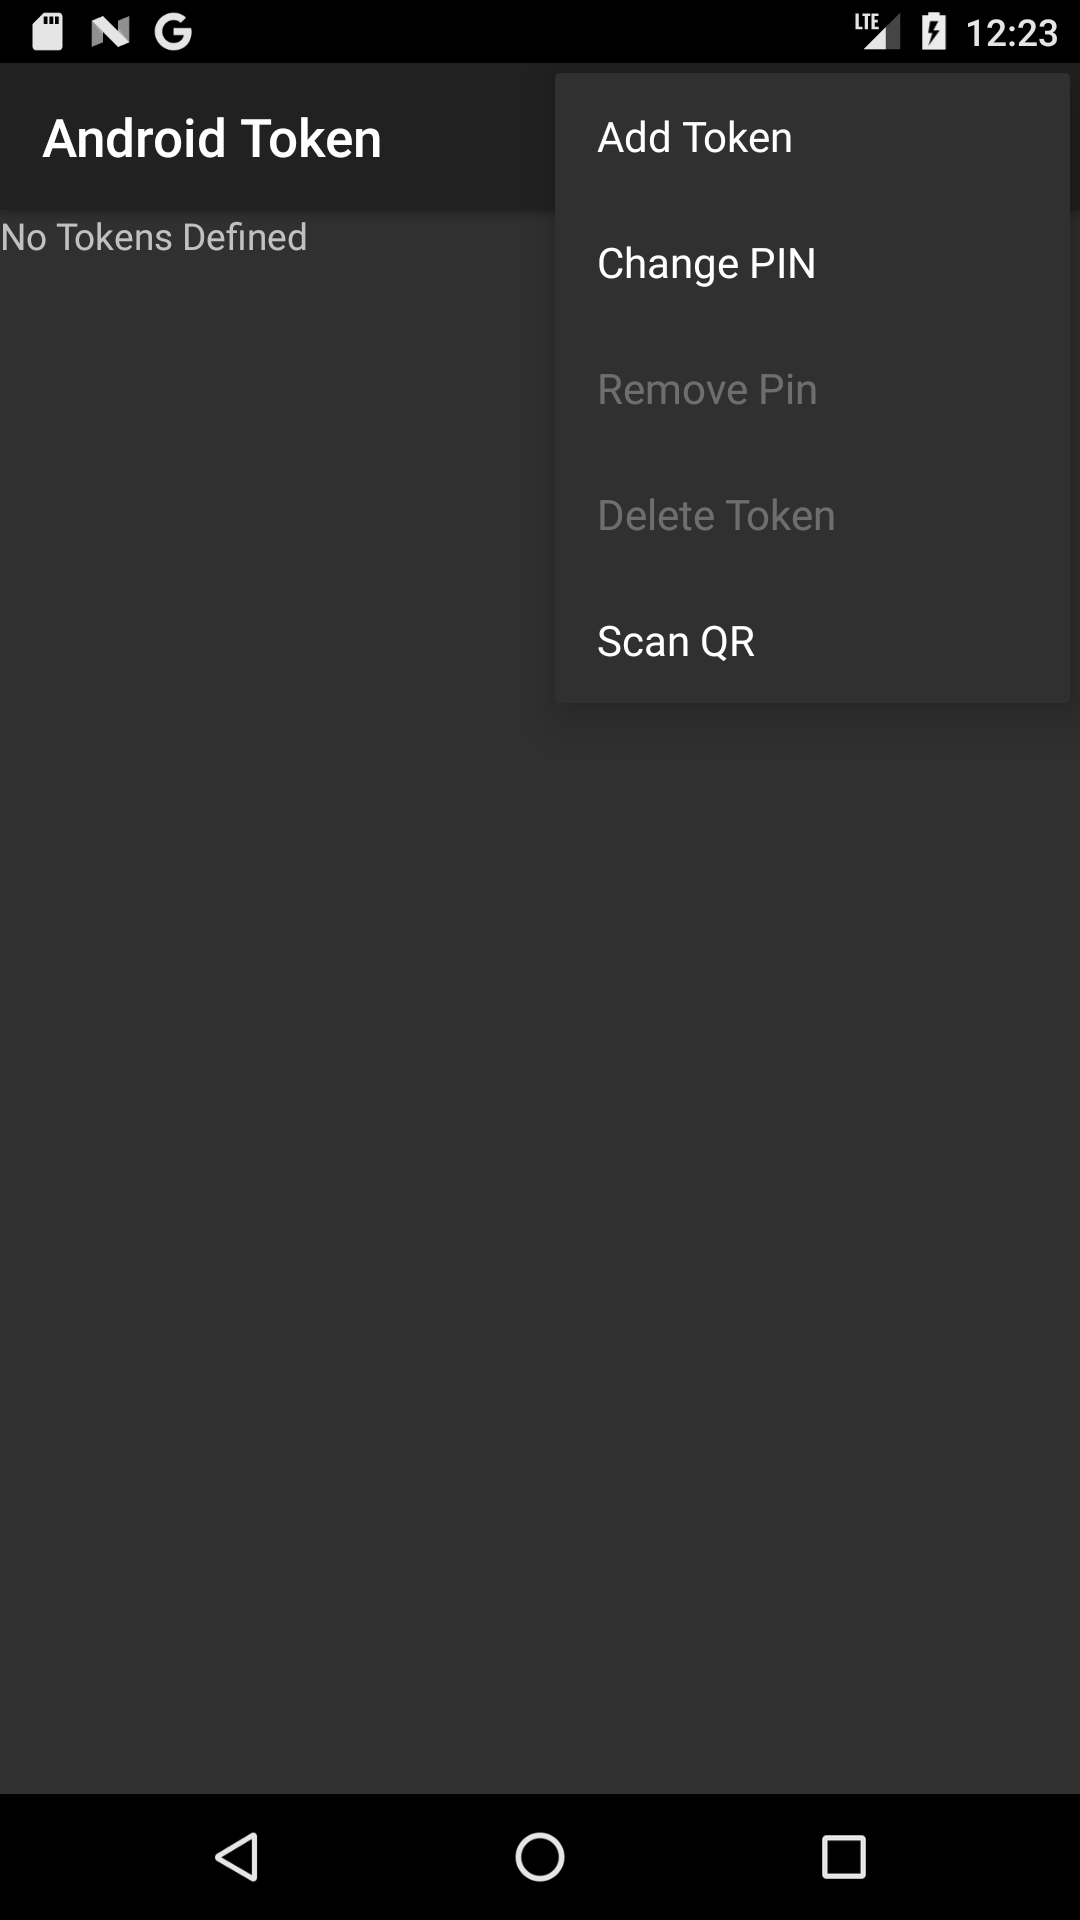 LTE 12:23
Android Token
No Tokens Defined
Add Token
Change PIN
Remove Pin
Delete Token
Scan QR